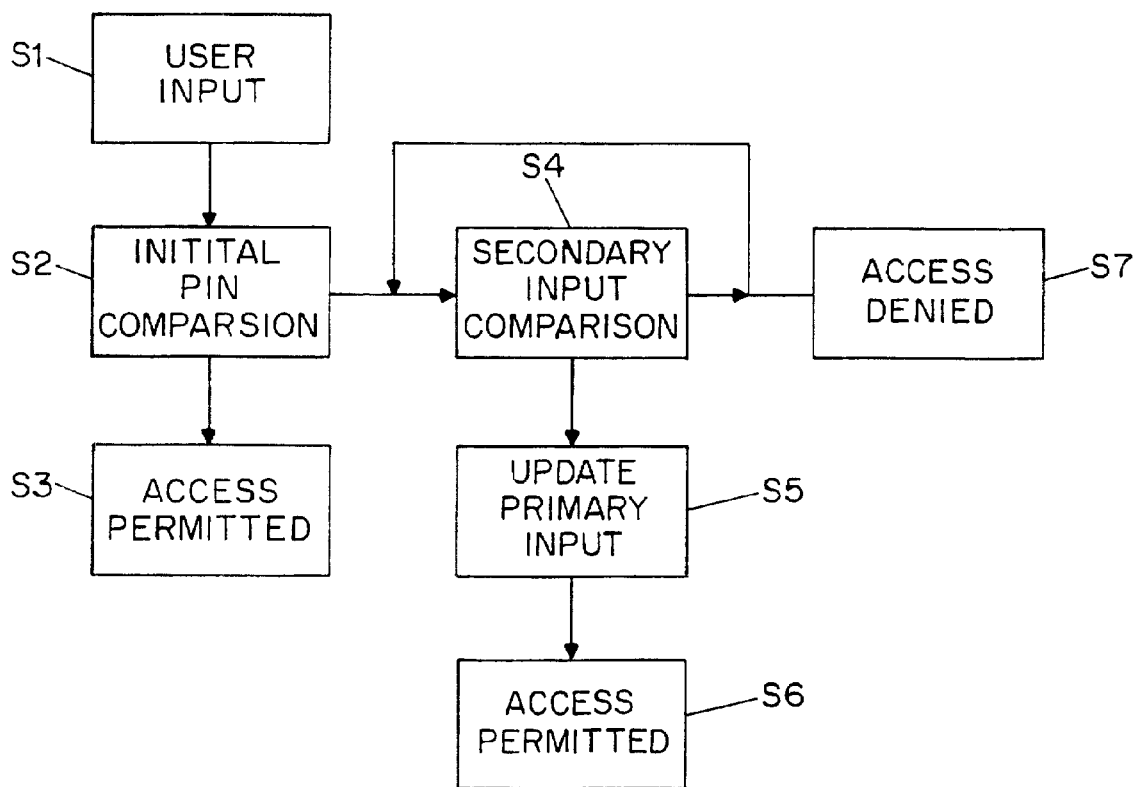 S1
USER
INPUT
S4
S2
INITITAL
PIN
COMPARSION
SECONDARY
INPUT
COMPARISON
ACCESS
DENIED
S7
S3
ACCESS
PERMITTED
UPDATE
PRIMARY
INPUT
S5
ACCESS
PERMITTED
S6